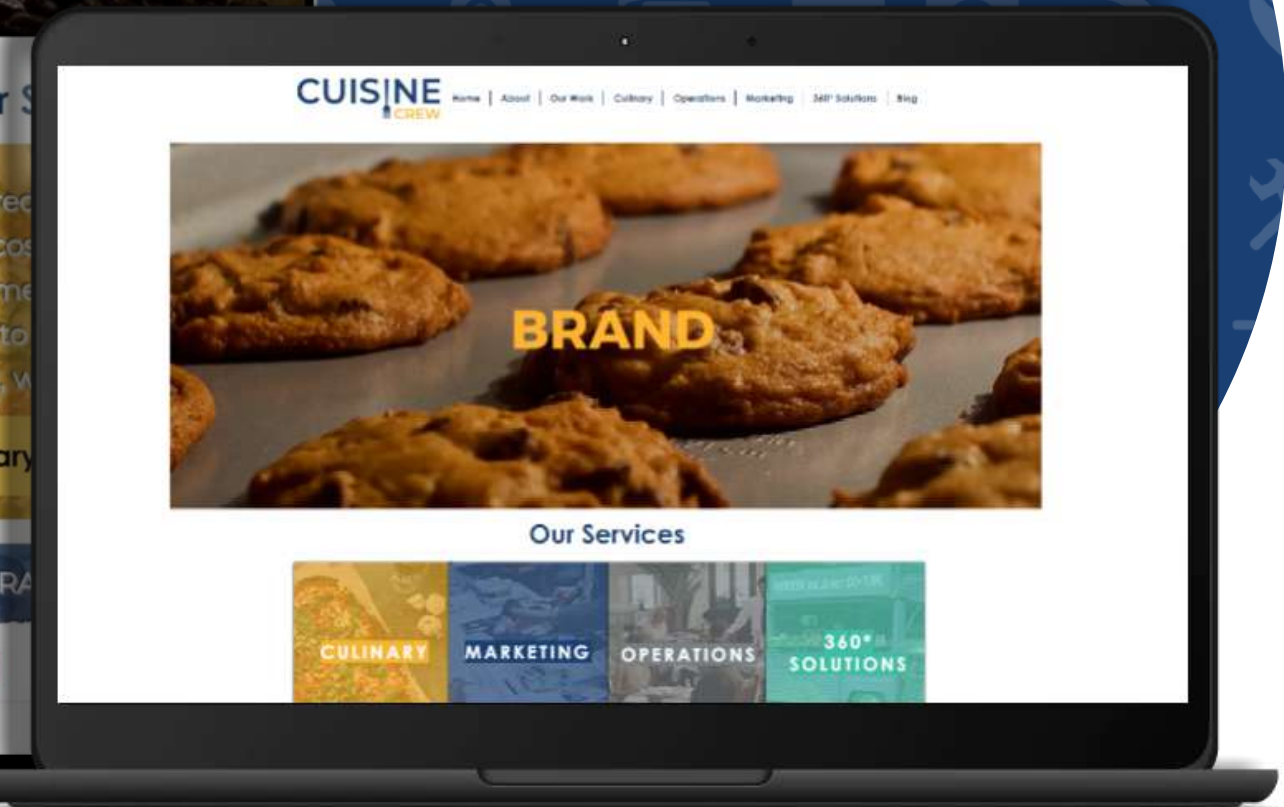 CUISINE
CREW
Home | About | Our Work | Culinary | Operations | Marketing | 360° Solutions | Blog
BRAND
Our Services
CULINARY
MARKETING
OPERATIONS
360°
SOLUTIONS